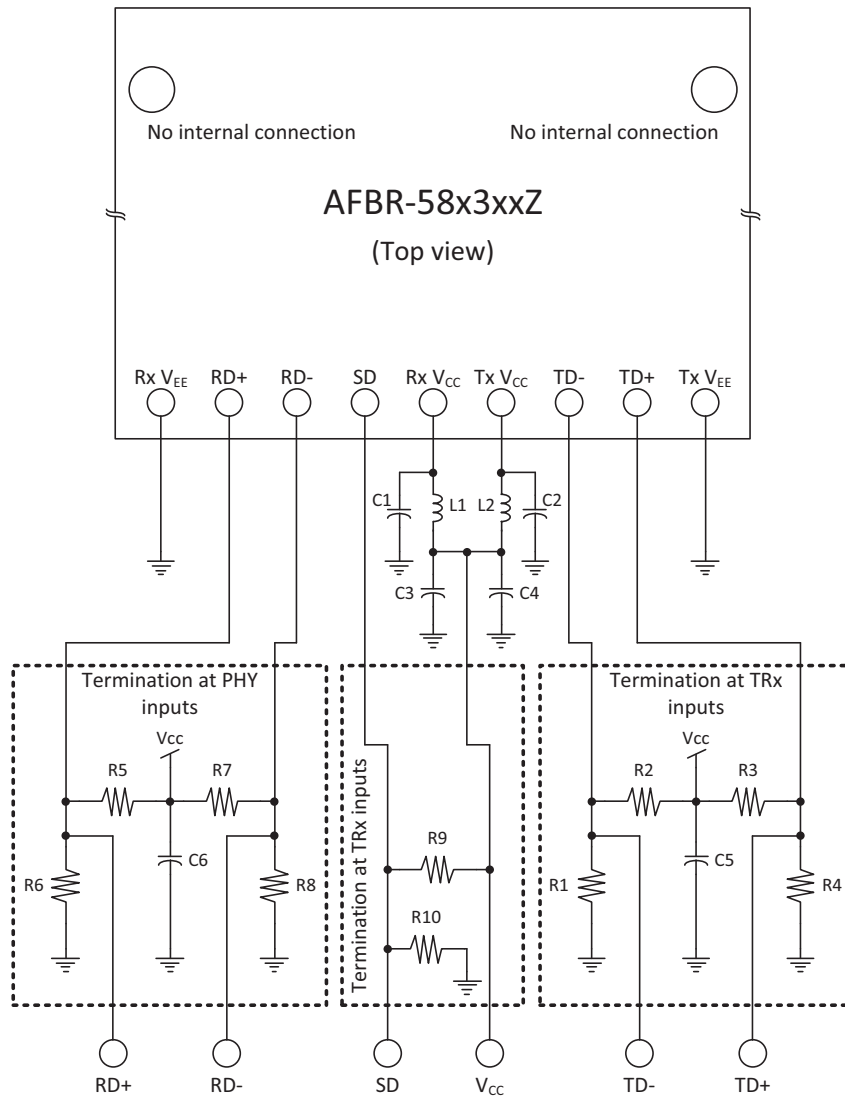 No internal connection
No internal connection
AFBR-58x3xxZ
(Top view)
Rx VEE
RD+
RD-
SD
Rx VCC
Tx VCC
TD-
TD+
Tx VEE
C1
L1
L2
C2
C3
C4
Termination at PHY
inputs
Vcc
R5
R7
C6
R6
R8
Termination at TRx inputs
R9
R10
Termination at TRx
inputs
Vcc
R2
R3
C5
R1
R4
RD+
RD-
SD
VCC
TD-
TD+